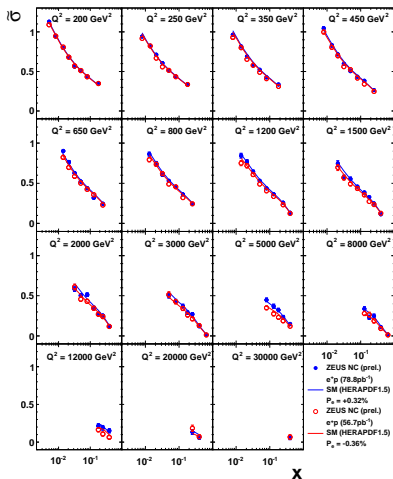 σ̃
Q² = 200 GeV²
Q² = 250 GeV²
Q² = 350 GeV²
Q² = 450 GeV²
1
0.5
Q² = 650 GeV²
Q² = 800 GeV²
Q² = 1200 GeV²
Q² = 1500 GeV²
1
0.5
0
Q² = 2000 GeV²
Q² = 3000 GeV²
Q² = 5000 GeV²
Q² = 8000 GeV²
1
0.5
0
Q² = 12000 GeV²
Q² = 20000 GeV²
Q² = 30000 GeV²
10⁻² 10⁻¹
1
0.5
0
ZEUS NC (prel.)
e⁺p (78.8pb⁻¹)
SM (HERAPDF1.5)
Pₑ = +0.32%
ZEUS NC (prel.)
e⁺p (56.7pb⁻¹)
SM (HERAPDF1.5)
Pₑ = -0.36%
10⁻² 10⁻¹
10⁻² 10⁻¹
10⁻² 10⁻¹
x